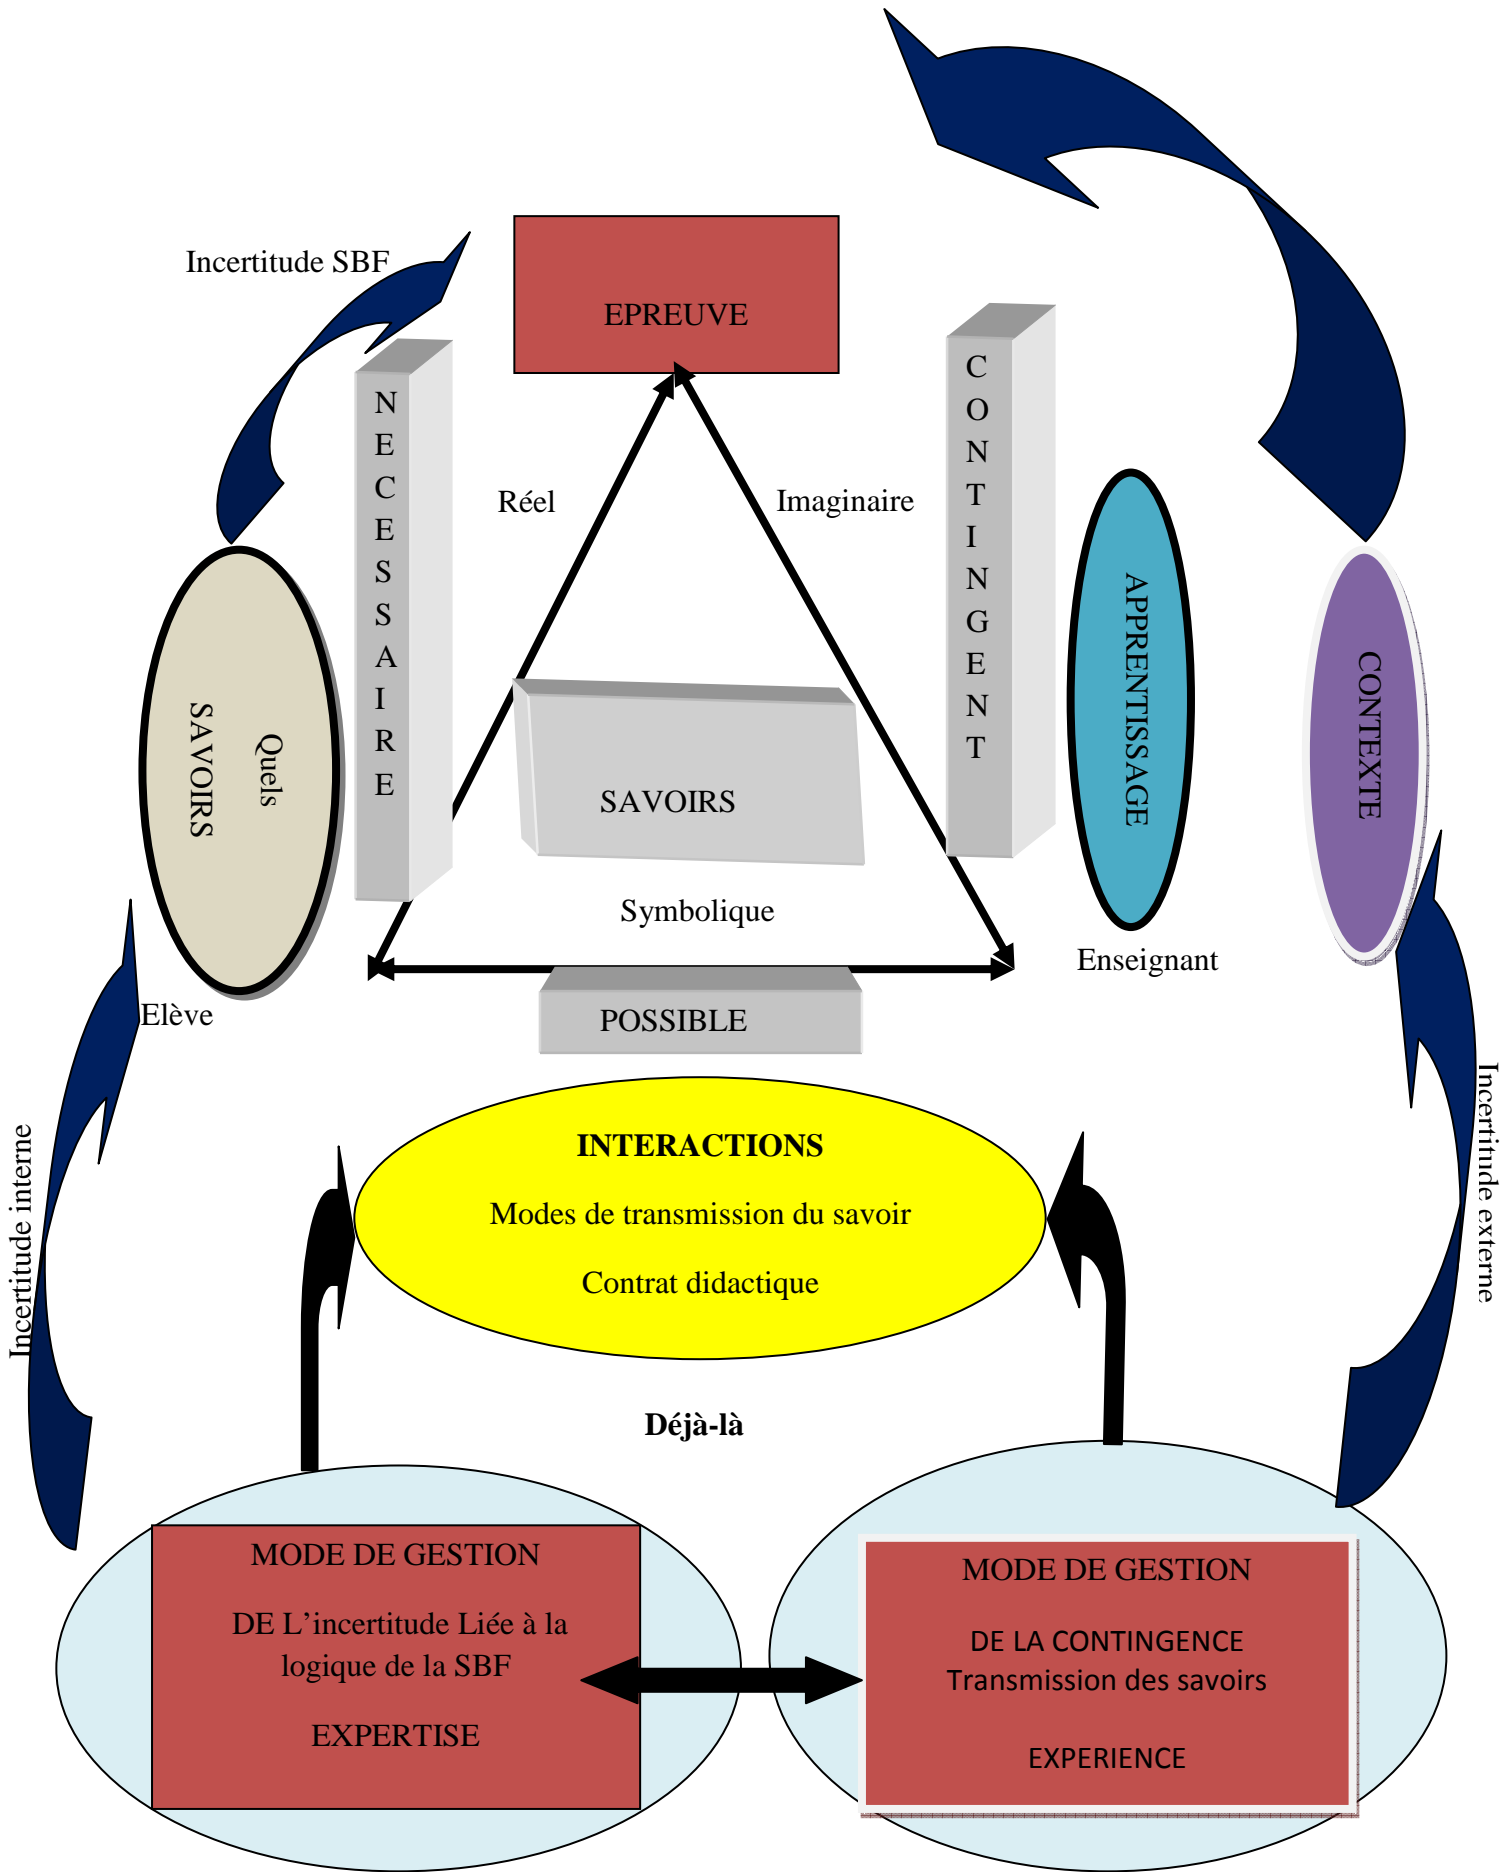 Incertitude SBF
EPREUVE
NECESSAIRE
CONTINGENT
Réel
Imaginaire
Quels
SAVOIRS
SAVOIRS
APPRENTISSAGE
CONTEXTE
Symbolique
Elève
Enseignant
POSSIBLE
Incertitude interne
Incertitude externe
INTERACTIONS
Modes de transmission du savoir
Contrat didactique
Déjà-là
MODE DE GESTION
DE L’incertitude Liée à la
logique de la SBF
EXPERTISE
MODE DE GESTION
DE LA CONTINGENCE
Transmission des savoirs
EXPERIENCE